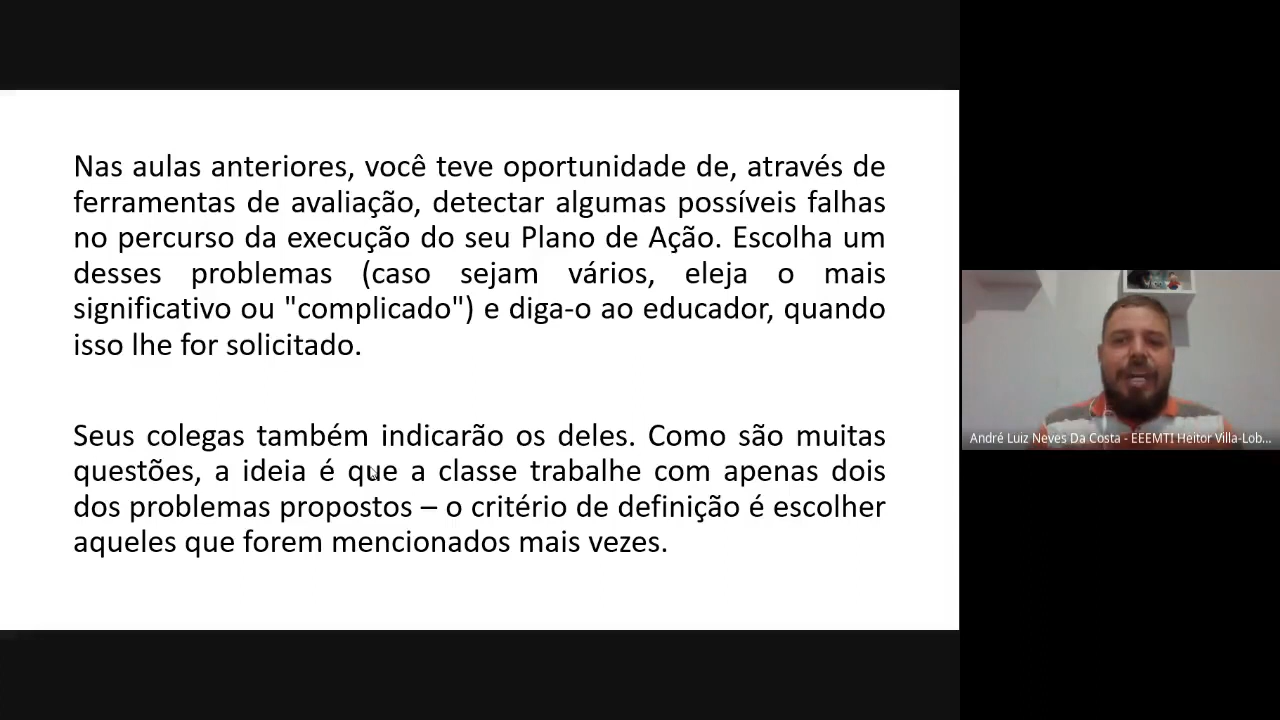 Nas aulas anteriores, você teve oportunidade de, através de
ferramentas de avaliação, detectar algumas possíveis falhas
no percurso da execução do seu Plano de Ação. Escolha um
desses problemas (caso sejam vários, eleja o mais
significativo ou "complicado") e diga-o ao educador, quando
isso lhe for solicitado.
Seus colegas também indicarão os deles. Como são muitas
questões, a ideia é que a classe trabalhe com apenas dois
dos problemas propostos – o critério de definição é escolher
aqueles que forem mencionados mais vezes.
André Luiz Neves Da Costa - EEEMTI Heitor Villa-Lob...